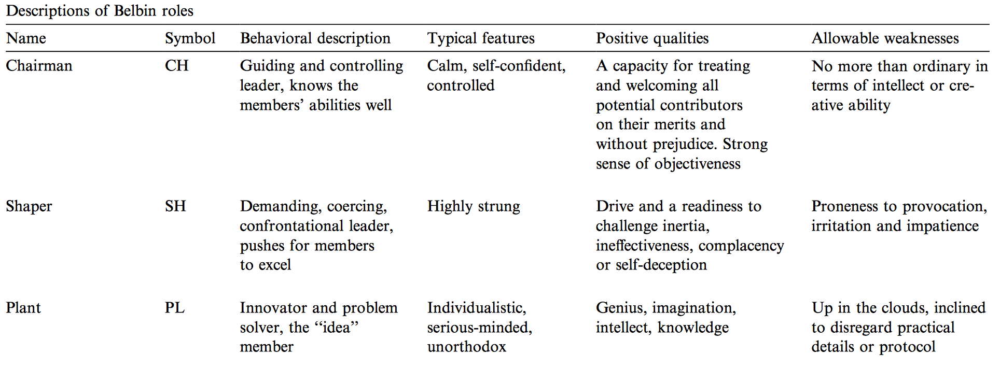 Descriptions of Belbin roles
Name Symbol Behavioral description Typical features Positive qualities Allowable weaknesses
Chairman CH Guiding and controlling Calm, self-confident, A capacity for treating No more than ordinary in
leader, knows the controlled and welcoming all terms of intellect or cre-
members’ abilities well potential contributors ative ability
on their merits and
without prejudice. Strong
sense of objectiveness
Shaper SH Demanding, coercing, Highly strung Drive and a readiness to Proneness to provocation,
confrontational leader, challenge inertia, irritation and impatience
pushes for members ineffectiveness, complacency
to excel or self-deception
Plant PL Innovator and problem Individualistic, Genius, imagination, Up in the clouds, inclined
solver, the “idea” serious-minded, intellect, knowledge to disregard practical
member unorthodox details or protocol